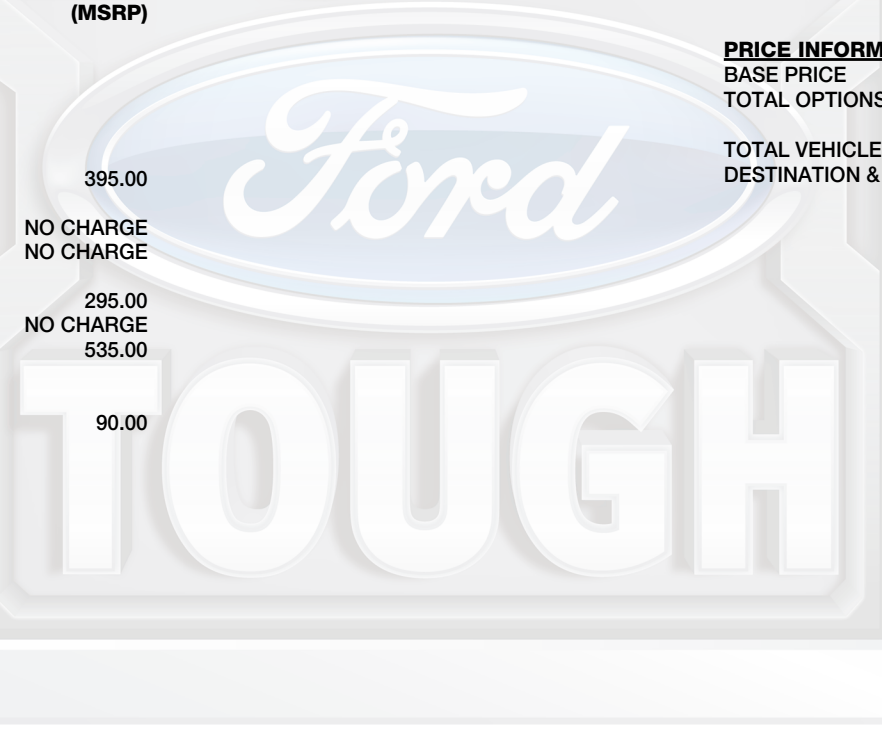 (MSRP)
395.00
NO CHARGE
NO CHARGE
295.00
NO CHARGE
535.00
90.00
PRICE INFORM
BASE PRICE
TOTAL OPTIONS
TOTAL VEHICLE
DESTINATION &
Ford
TOUGH